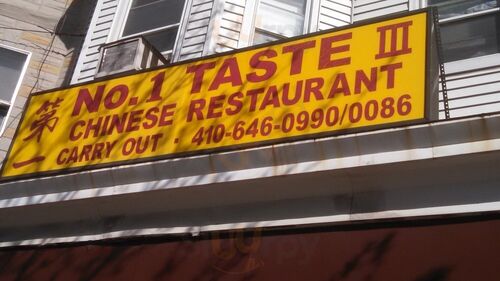 第一
No.1 TASTE III
CHINESE RESTAURANT
CARRY OUT · 410-646-0990/0086